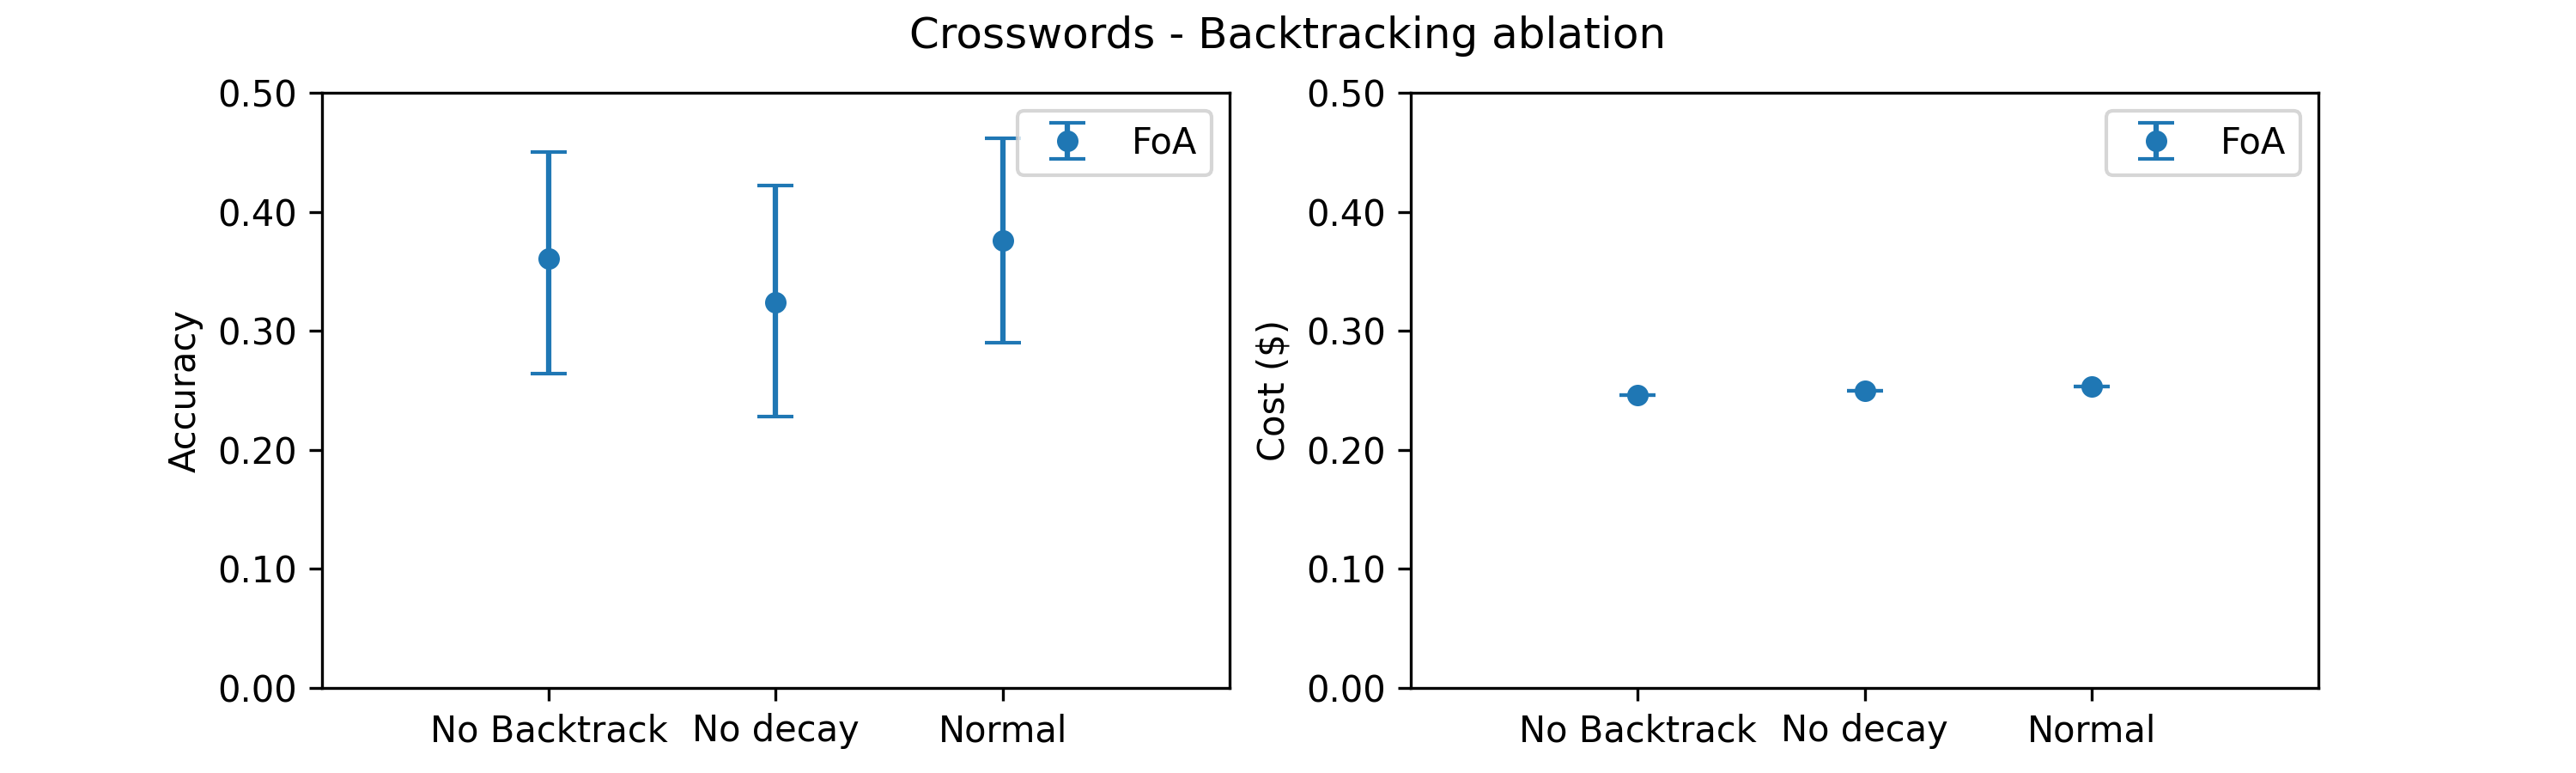 Crosswords - Backtracking ablation
Accuracy
0.50
0.40
0.30
0.20
0.10
0.00
No Backtrack
No decay
Normal
FoA
Cost ($)
0.50
0.40
0.30
0.20
0.10
0.00
No Backtrack
No decay
Normal
FoA